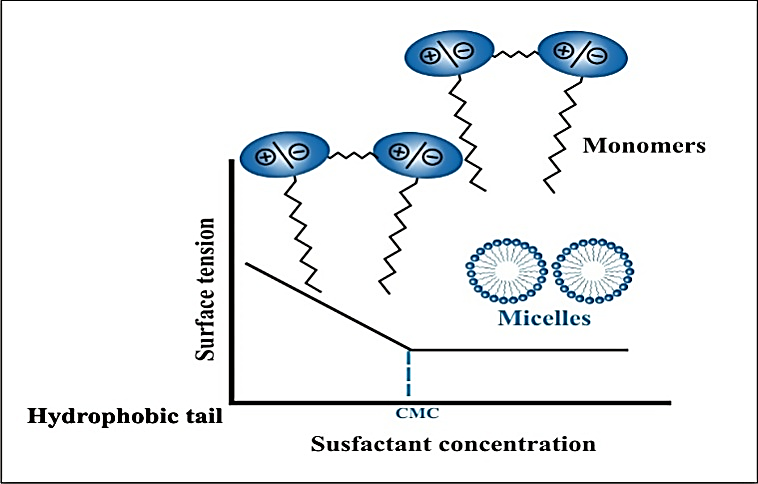 Monomers
Surface tension
Micelles
CMC
Hydrophobic tail
Susfactant concentration